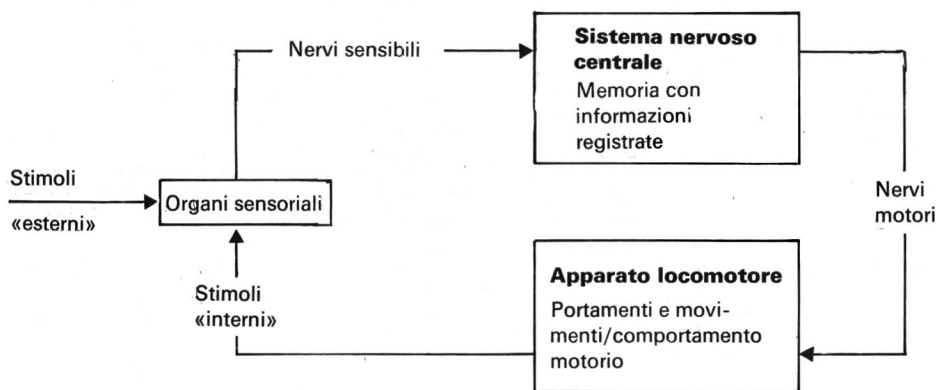 Nervi sensibili
Sistema nervoso
centrale
Memoria con
informazioni
registrate
Stimoli
«esterni»
Organi sensoriali
Nervi
motori
Stimoli
«interni»
Apparato locomotore
Portamenti e movi-
menti/comportamento
motorio